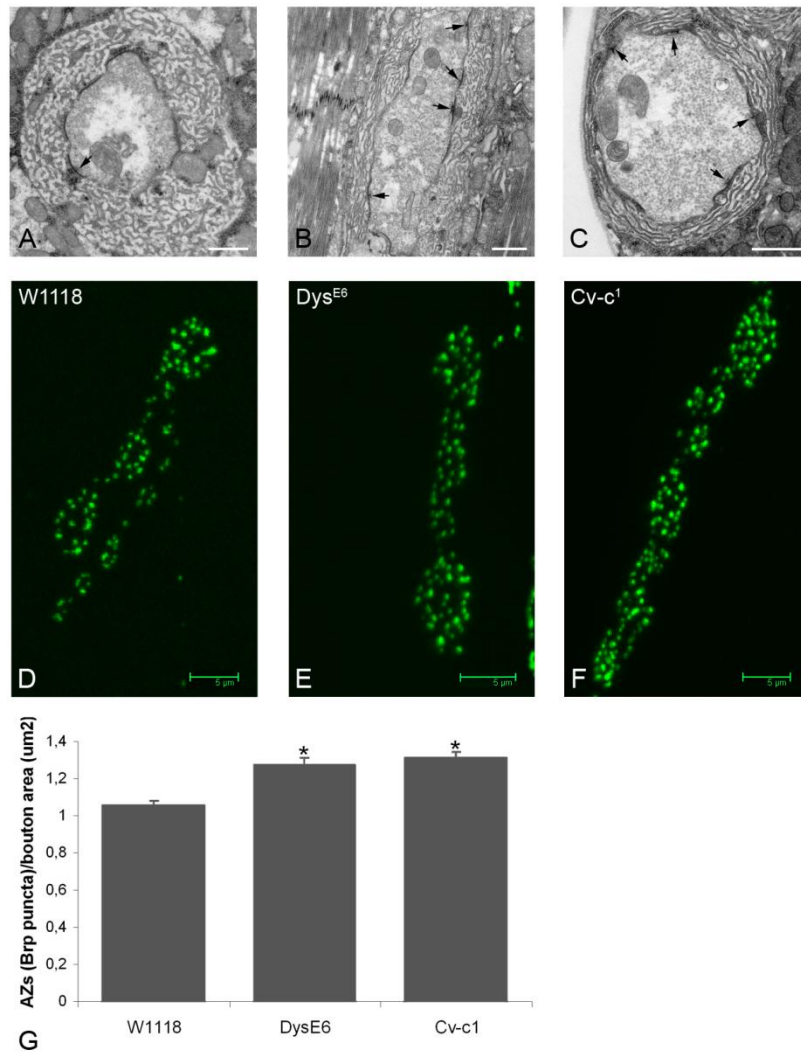 A
B
C
W1118
Dys^E6
Cv-c^1
D
5 µm
E
5 µm
F
5 µm
AZs (Brp puncta)/bouton area (um2)
1,4
1,2
1
0,8
0,6
0,4
0,2
0
*
*
W1118
DysE6
Cv-c1
G